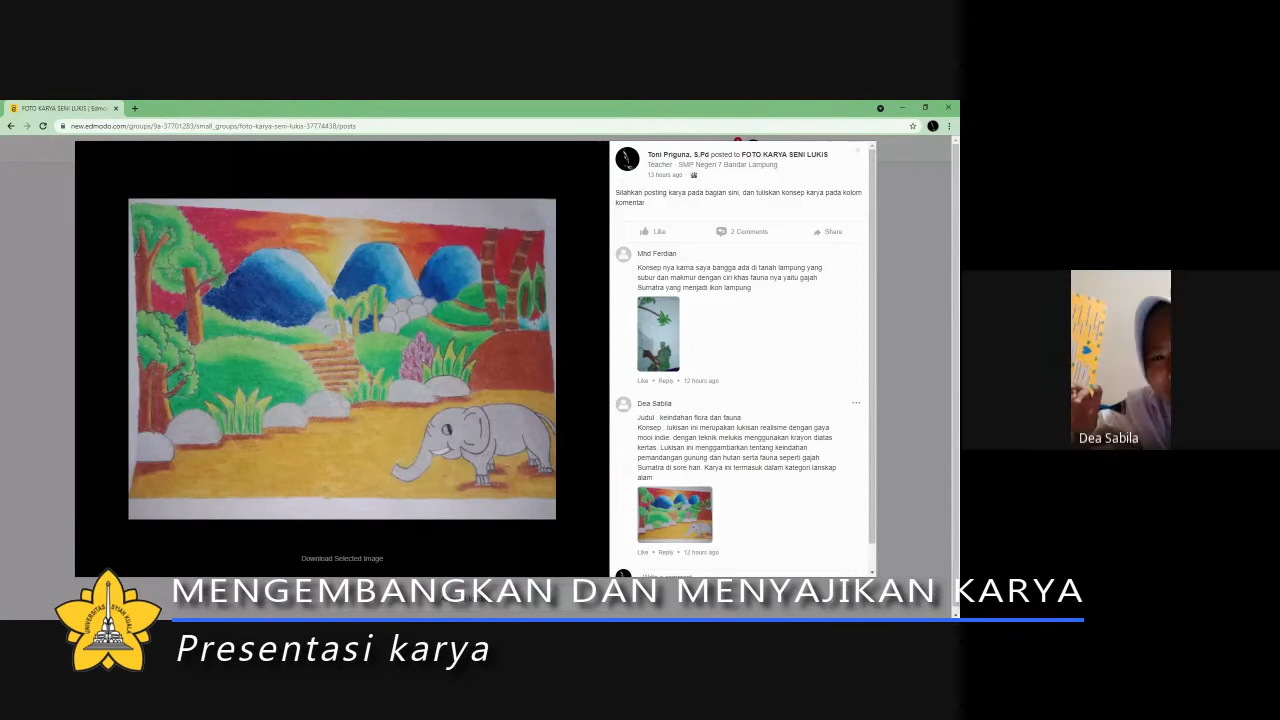 FOTO KARYA SENI LUKIS | Edmo
new.edmodo.com/groups/9a-37701283/small_groups/foto-karya-seni-lukis-37774438/posts
Toni Priguna, S.Pd posted to FOTO KARYA SENI LUKIS
Teacher · SMP Negeri 7 Bandar Lampung
13 hours ago
Silahkan posting karya pada bagian sini, dan tuliskan konsep karya pada kolom
komentar
Like 2 Comments Share
Mhd Ferdian
Konsep nya karna saya bangga ada di tanah lampung yang
subur dan makmur dengan ciri khas fauna nya yaitu gajah
Sumatra yang menjadi ikon lampung
Like • Reply • 12 hours ago
Dea Sabila
Judul : keindahan flora dan fauna
Konsep : lukisan ini merupakan lukisan realisme dengan gaya
mooi indie. dengan teknik melukis menggunakan krayon diatas
kertas. Lukisan ini menggambarkan tentang keindahan
pemandangan gunung dan hutan serta fauna seperti gajah
Sumatra di sore hari. Karya ini termasuk dalam kategori lanskap
alam
Like • Reply • 12 hours ago
Write a comment
Download Selected Image
Dea Sabila
UNIVERSITAS SYIAH KUALA
MENGEMBANGKAN DAN MENYAJIKAN KARYA
Presentasi karya